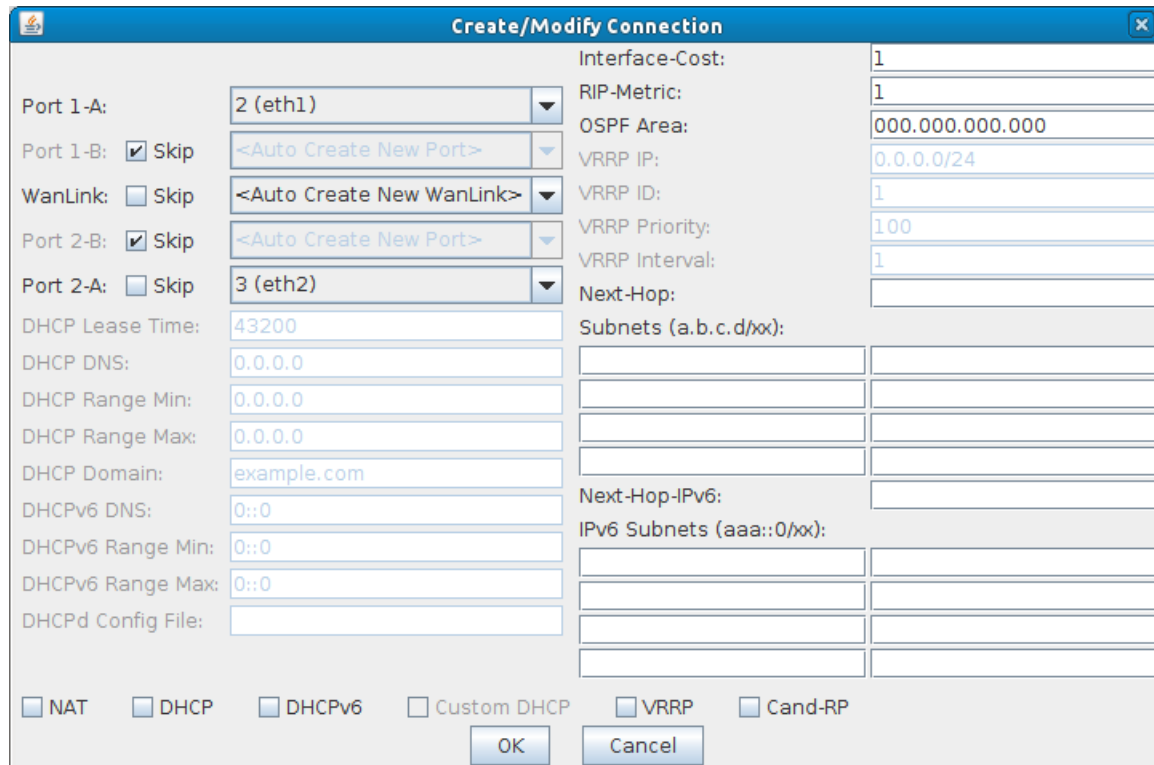 Create/Modify Connection
Port 1-A: 2 (eth1)
Port 1-B: Skip <Auto Create New Port>
WanLink: Skip <Auto Create New WanLink>
Port 2-B: Skip <Auto Create New Port>
Port 2-A: Skip 3 (eth2)
DHCP Lease Time: 43200
DHCP DNS: 0.0.0.0
DHCP Range Min: 0.0.0.0
DHCP Range Max: 0.0.0.0
DHCP Domain: example.com
DHCPv6 DNS: 0::0
DHCPv6 Range Min: 0::0
DHCPv6 Range Max: 0::0
DHCPd Config File:
Interface-Cost: 1
RIP-Metric: 1
OSPF Area: 000.000.000.000
VRRP IP: 0.0.0.0/24
VRRP ID: 1
VRRP Priority: 100
VRRP Interval: 1
Next-Hop:
Subnets (a.b.c.d/xx):
Next-Hop-IPv6:
IPv6 Subnets (aaa::0/xx):
NAT DHCP DHCPv6 Custom DHCP VRRP Cand-RP
OK Cancel